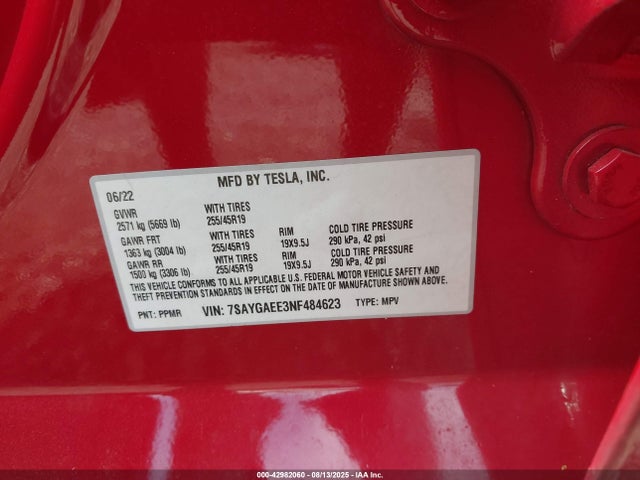 MFD BY TESLA, INC.
06/22
GVWR WITH TIRES
2571 kg (5669 lb) 255/45R19
GAWR FRT WITH TIRES RIM COLD TIRE PRESSURE
1363 kg (3004 lb) 255/45R19 19X9.5J 290 kPa, 42 psi
GAWR RR WITH TIRES RIM COLD TIRE PRESSURE
1500 kg (3306 lb) 255/45R19 19X9.5J 290 kPa, 42 psi
THIS VEHICLE CONFORMS TO ALL APPLICABLE U.S. FEDERAL MOTOR VEHICLE SAFETY AND
THEFT PREVENTION STANDARDS IN EFFECT ON THE DATE OF MANUFACTURE SHOWN ABOVE.
PNT: PPMR VIN: 7SAYGAEE3NF484623 TYPE: MPV
000-42982060 - 08/13/2025 - IAA Inc.